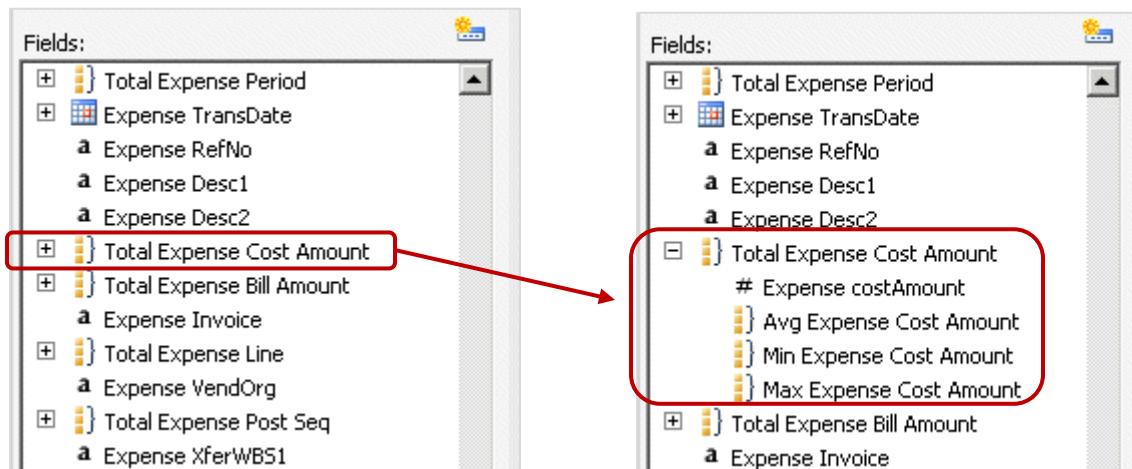 Fields:
Total Expense Period
Expense TransDate
a Expense RefNo
a Expense Desc1
a Expense Desc2
Total Expense Cost Amount
Total Expense Bill Amount
a Expense Invoice
Total Expense Line
a Expense VendOrg
Total Expense Post Seq
a Expense XferWBS1
Fields:
Total Expense Period
Expense TransDate
a Expense RefNo
a Expense Desc1
a Expense Desc2
Total Expense Cost Amount
# Expense costAmount
Avg Expense Cost Amount
Min Expense Cost Amount
Max Expense Cost Amount
Total Expense Bill Amount
a Expense Invoice